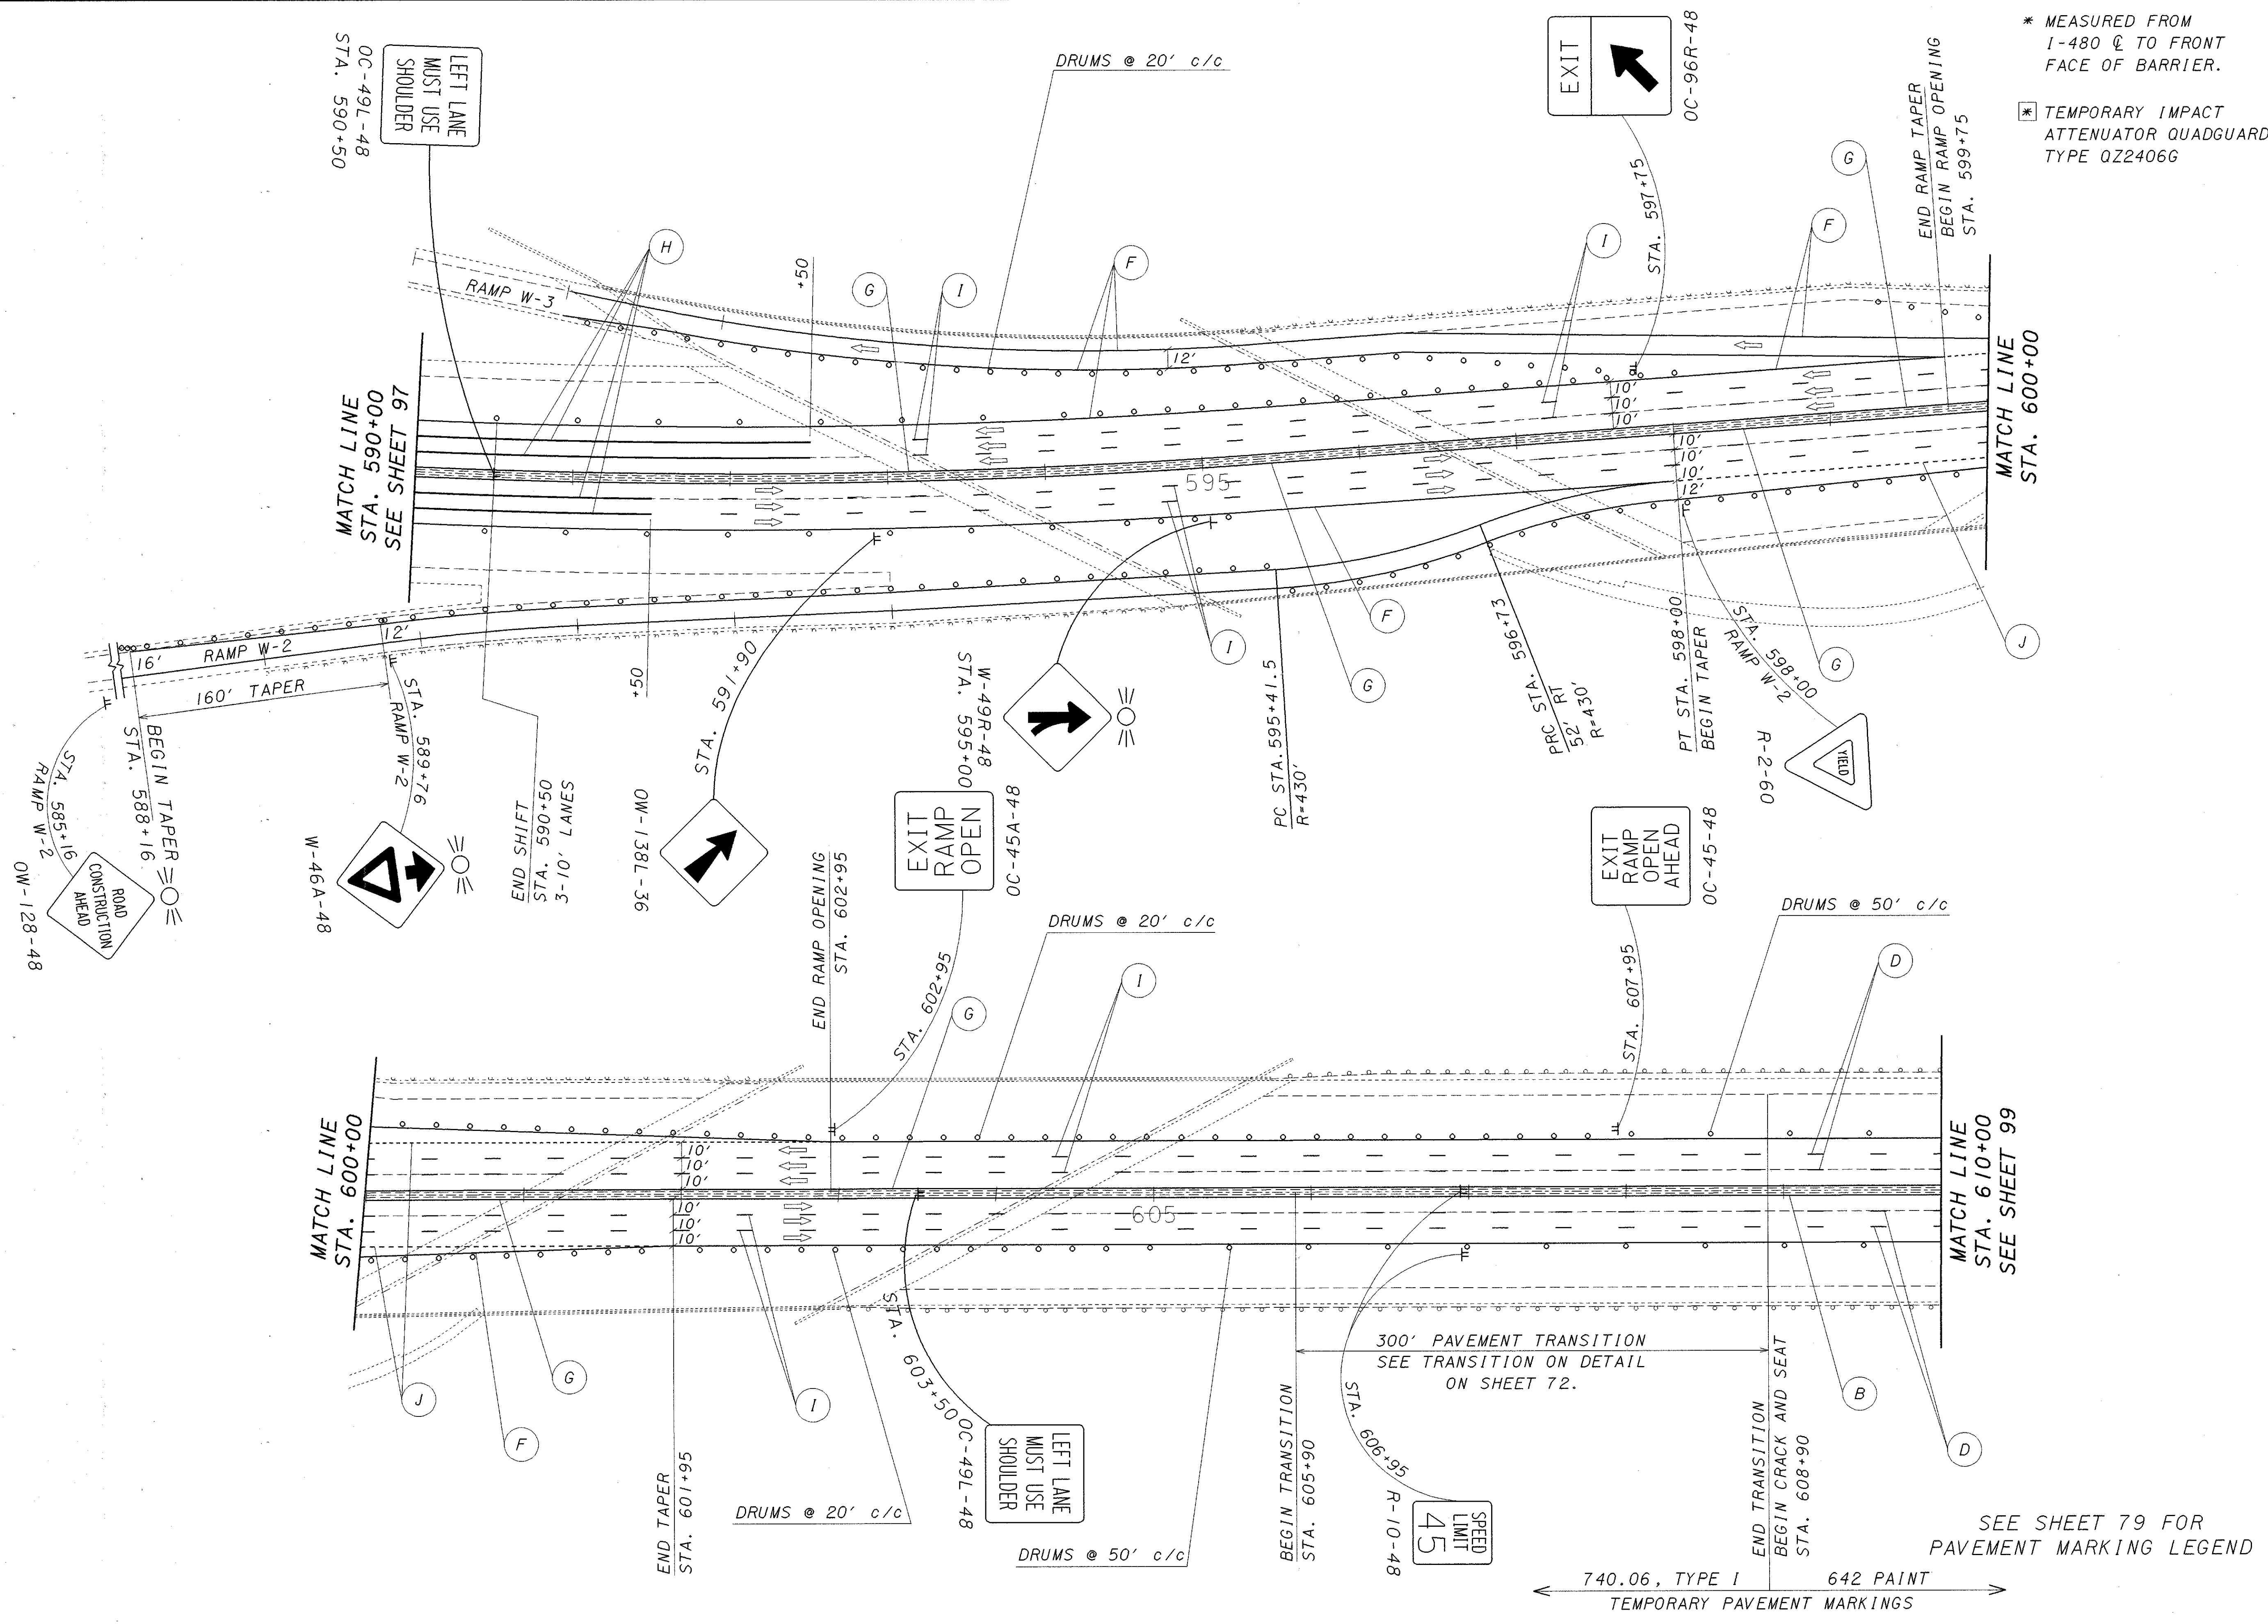 * MEASURED FROM
I-480 ℄ TO FRONT
FACE OF BARRIER.
* TEMPORARY IMPACT
ATTENUATOR QUADGUARD
TYPE QZ2406G
LEFT LANE
MUST USE
SHOULDER
OC-49L-48
STA. 590+50
DRUMS @ 20' c/c
EXIT
OC-96R-48
STA. 597+75
END RAMP TAPER
BEGIN RAMP OPENING
STA. 599+75
H
+50
G
I
F
I
G
F
RAMP W-3
12'
10'
10'
10'
10'
10'
10'
12'
595
MATCH LINE
STA. 590+00
SEE SHEET 97
MATCH LINE
STA. 600+00
RAMP W-2
16'
12'
160' TAPER
+50
STA. 591+90
I
F
G
G
J
BEGIN TAPER
STA. 588+16
STA. 585+16
RAMP W-2
ROAD
CONSTRUCTION
AHEAD
OW-128-48
STA. 589+76
RAMP W-2
W-46A-48
END SHIFT
STA. 590+50
3-10' LANES
OW-138L-36
W-49R-48
STA. 595+00
PC STA.595+41.5
R=430'
PRC STA. 596+73
52' RT
R=430'
PT STA. 598+00
BEGIN TAPER
STA. 598+00
RAMP W-2
YIELD
R-2-60
EXIT
RAMP
OPEN
OC-45A-48
END RAMP OPENING
STA. 602+95
STA. 602+95
DRUMS @ 20' c/c
I
G
EXIT
RAMP
OPEN
AHEAD
OC-45-48
STA. 607+95
DRUMS @ 50' c/c
D
MATCH LINE
STA. 600+00
10'
10'
10'
10'
10'
10'
605
MATCH LINE
STA. 610+00
SEE SHEET 99
J
F
G
I
END TAPER
STA. 601+95
DRUMS @ 20' c/c
STA. 603+50
OC-49L-48
LEFT LANE
MUST USE
SHOULDER
DRUMS @ 50' c/c
300' PAVEMENT TRANSITION
SEE TRANSITION ON DETAIL
ON SHEET 72.
BEGIN TRANSITION
STA. 605+90
STA. 606+95
R-10-48
SPEED
LIMIT
45
END TRANSITION
BEGIN CRACK AND SEAT
STA. 608+90
B
D
SEE SHEET 79 FOR
PAVEMENT MARKING LEGEND
740.06, TYPE I
642 PAINT
TEMPORARY PAVEMENT MARKINGS